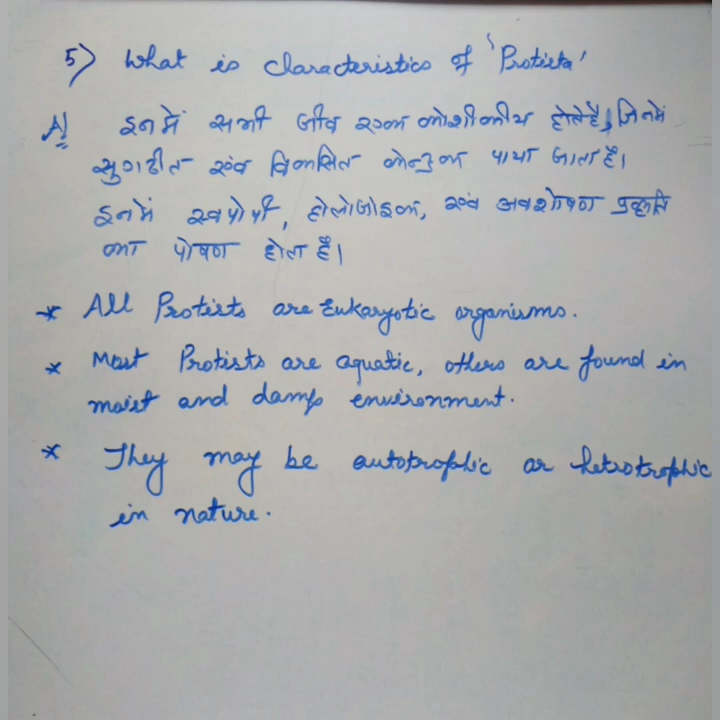 5) What is characteristics of 'Protista'
A) इनमें सभी जीव एक कोशीकीय होते है, जिनमें
सुगठीत एवं विकसित केन्द्रक पाया जाता है।
इनमें स्वपोषी, होलोजोइक, एवं अवशोषण प्रकृति
का पोषण होता है।
* All Protists are Eukaryotic organisms.
* Most Protists are aquatic, others are found in
moist and damp environment.
* They may be autotrophic or hetrotrophic
in nature.